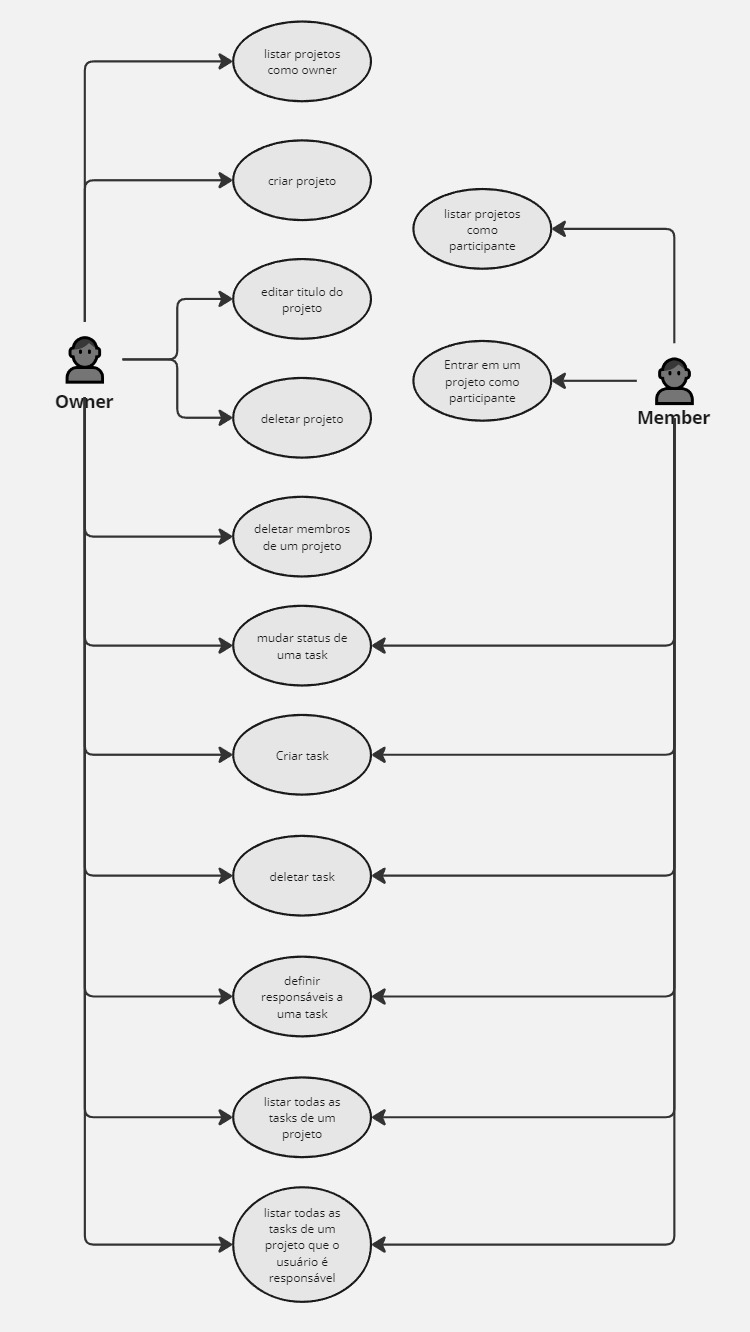 listar projetos
como owner
criar projeto
listar projetos
como
participante
editar titulo do
projeto
Entrar em um
projeto como
participante
Owner
deletar projeto
Member
deletar membros
de um projeto
mudar status de
uma task
Criar task
deletar task
definir
responsáveis a
uma task
listar todas as
tasks de um
projeto
listar todas as
tasks de um
projeto que o
usuário é
responsável